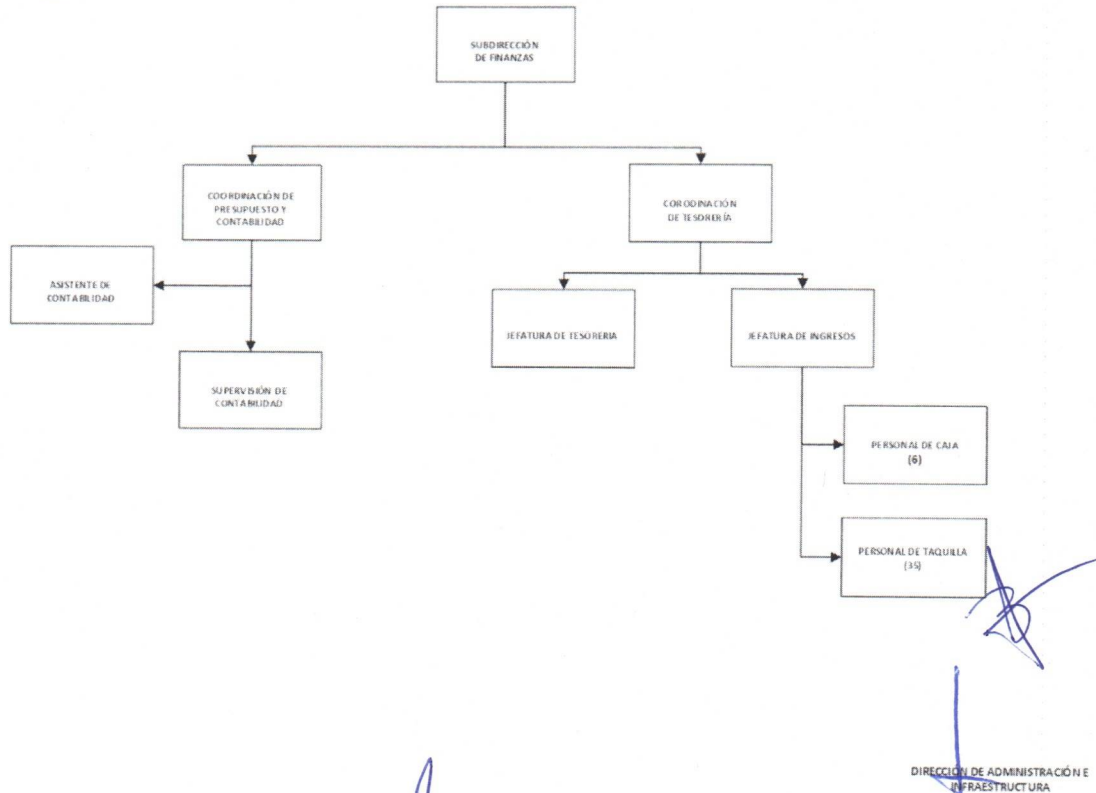 SUBDIRECCIÓN
DE FINANZAS
COORDINACIÓN DE
PRESUPUESTO Y
CONTABILIDAD
CORODINACIÓN
DE TESORERÍA
ASISTENTE DE
CONTABILIDAD
JEFATURA DE TESORERIA
JEFATURA DE INGRESOS
SUPERVISIÓN DE
CONTABILIDAD
PERSONAL DE CAJA
(6)
PERSONAL DE TAQUILLA
(35)
DIRECCIÓN DE ADMINISTRACIÓN E
INFRAESTRUCTURA